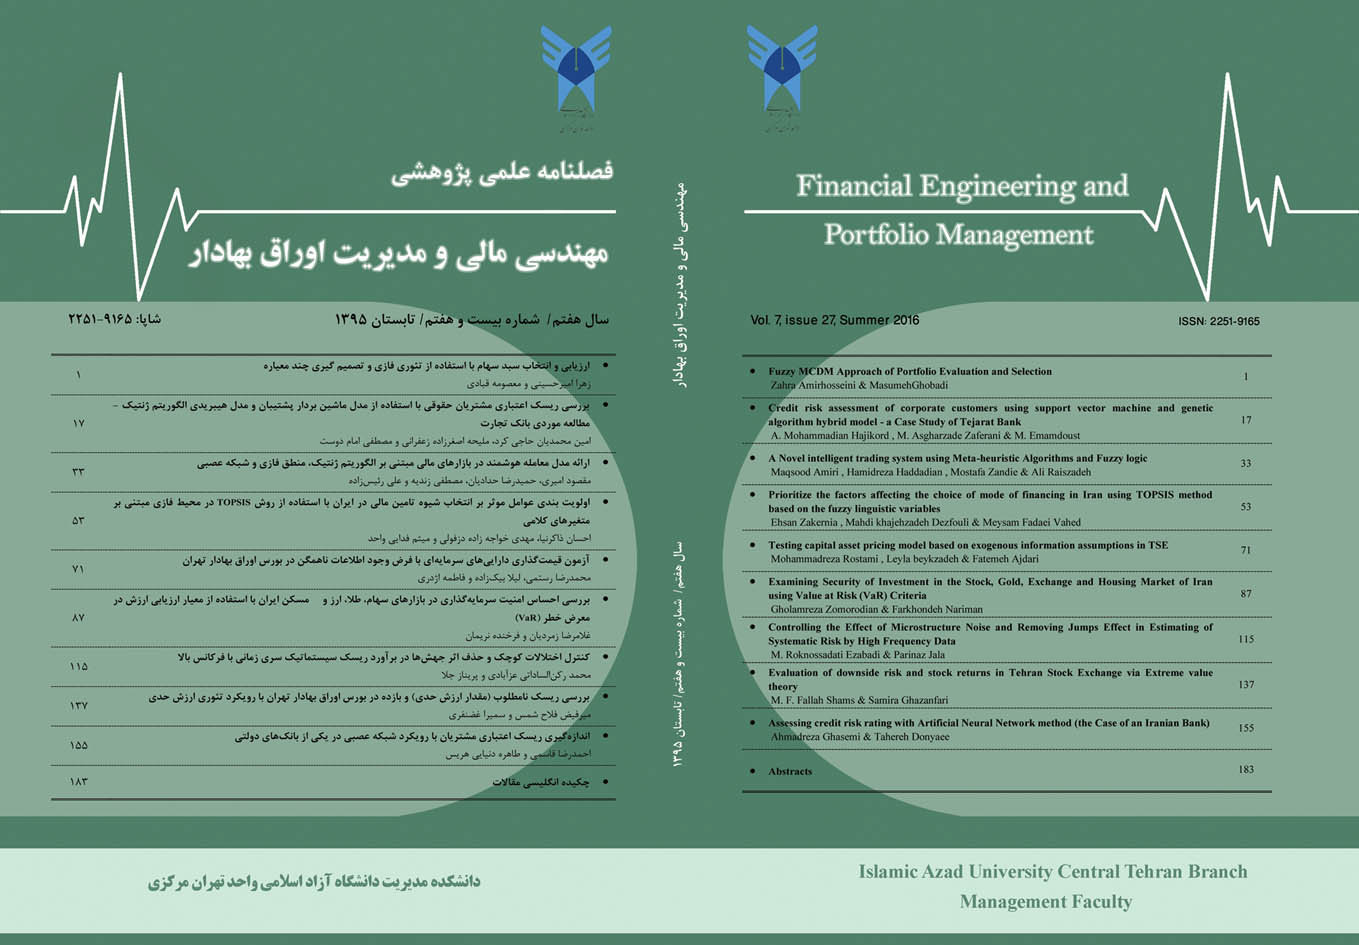 فصلنامه علمی پژوهشی
مهندسی مالی و مدیریت اوراق بهادار
سال هفتم/ شماره بیست و هفتم/ تابستان ۱۳۹۵
شاپا: ۹۱۶۵-۲۲۵۱
• ارزیابی و انتخاب سبد سهام با استفاده از تئوری فازی و تصمیم گیری چند معیاره
زهرا امیرحسینی و معصومه قبادی
۱
• بررسی ریسک اعتباری مشتریان حقوقی با استفاده از مدل ماشین بردار پشتیبان و مدل هیبریدی الگوریتم ژنتیک –
مطالعه موردی بانک تجارت
امین محمدیان حاجی کرد، ملیحه اصغرزاده زعفرانی و مصطفی امام دوست
۱۷
• ارائه مدل معامله هوشمند در بازارهای مالی مبتنی بر الگوریتم ژنتیک، منطق فازی و شبکه عصبی
مقصود امیری، حمیدرضا حدادیان، مصطفی زندیه و علی رئیس‌زاده
۳۳
• اولویت بندی عوامل موثر بر انتخاب شیوه تامین مالی در ایران با استفاده از روش TOPSIS در محیط فازی مبتنی بر
متغیرهای کلامی
احسان ذاکرنیا، مهدی خواجه زاده دزفولی و میثم فدایی واحد
۵۳
• آزمون قیمت‌گذاری دارایی‌های سرمایه‌ای با فرض وجود اطلاعات ناهمگن در بورس اوراق بهادار تهران
محمدرضا رستمی، لیلا بیک‌زاده و فاطمه اژدری
۷۱
• بررسی احساس امنیت سرمایه‌گذاری در بازارهای سهام، طلا، ارز و مسکن ایران با استفاده از معیار ارزیابی ارزش در
معرض خطر (VaR)
غلامرضا زمردیان و فرخنده نریمان
۸۷
• کنترل اختلالات کوچک و حذف اثر جهش‌ها در برآورد ریسک سیستماتیک سری زمانی با فرکانس بالا
محمد رکن‌الساداتی عزآبادی و پریناز جلا
۱۱۵
• بررسی ریسک نامطلوب (مقدار ارزش حدی) و بازده در بورس اوراق بهادار تهران با رویکرد تئوری ارزش حدی
میرفیض فلاح شمس و سمیرا غضنفری
۱۳۷
• اندازه‌گیری ریسک اعتباری مشتریان با رویکرد شبکه عصبی در یکی از بانک‌های دولتی
احمدرضا قاسمی و طاهره دنیایی هریس
۱۵۵
• چکیده انگلیسی مقالات
۱۸۳
دانشکده مدیریت دانشگاه آزاد اسلامی واحد تهران مرکزی
مهندسی مالی و مدیریت اوراق بهادار
سال هفتم/ شماره بیست و هفتم/ تابستان ۱۳۹۵
Financial Engineering and
Portfolio Management
Vol. 7, issue 27, Summer 2016
ISSN: 2251-9165
• Fuzzy MCDM Approach of Portfolio Evaluation and Selection
Zahra Amirhosseini & MasumehGhobadi
1
• Credit risk assessment of corporate customers using support vector machine and genetic
algorithm hybrid model - a Case Study of Tejarat Bank
A. Mohammadian Hajikord , M. Asgharzade Zaferani & M. Emamdoust
17
• A Novel intelligent trading system using Meta-heuristic Algorithms and Fuzzy logic
Maqsood Amiri , Hamidreza Haddadian , Mostafa Zandie & Ali Raiszadeh
33
• Prioritize the factors affecting the choice of mode of financing in Iran using TOPSIS method
based on the fuzzy linguistic variables
Ehsan Zakernia , Mahdi khajehzadeh Dezfouli & Meysam Fadaei Vahed
53
• Testing capital asset pricing model based on exogenous information assumptions in TSE
Mohammadreza Rostami , Leyla beykzadeh & Fatemeh Ajdari
71
• Examining Security of Investment in the Stock, Gold, Exchange and Housing Market of Iran
using Value at Risk (VaR) Criteria
Gholamreza Zomorodian & Farkhondeh Nariman
87
• Controlling the Effect of Microstructure Noise and Removing Jumps Effect in Estimating of
Systematic Risk by High Frequency Data
M. Roknossadati Ezabadi & Parinaz Jala
115
• Evaluation of downside risk and stock returns in Tehran Stock Exchange via Extreme value
theory
M. F. Fallah Shams & Samira Ghazanfari
137
• Assessing credit risk rating with Artificial Neural Network method (the Case of an Iranian Bank)
Ahmadreza Ghasemi & Tahereh Donyaee
155
• Abstracts
183
Islamic Azad University Central Tehran Branch
Management Faculty